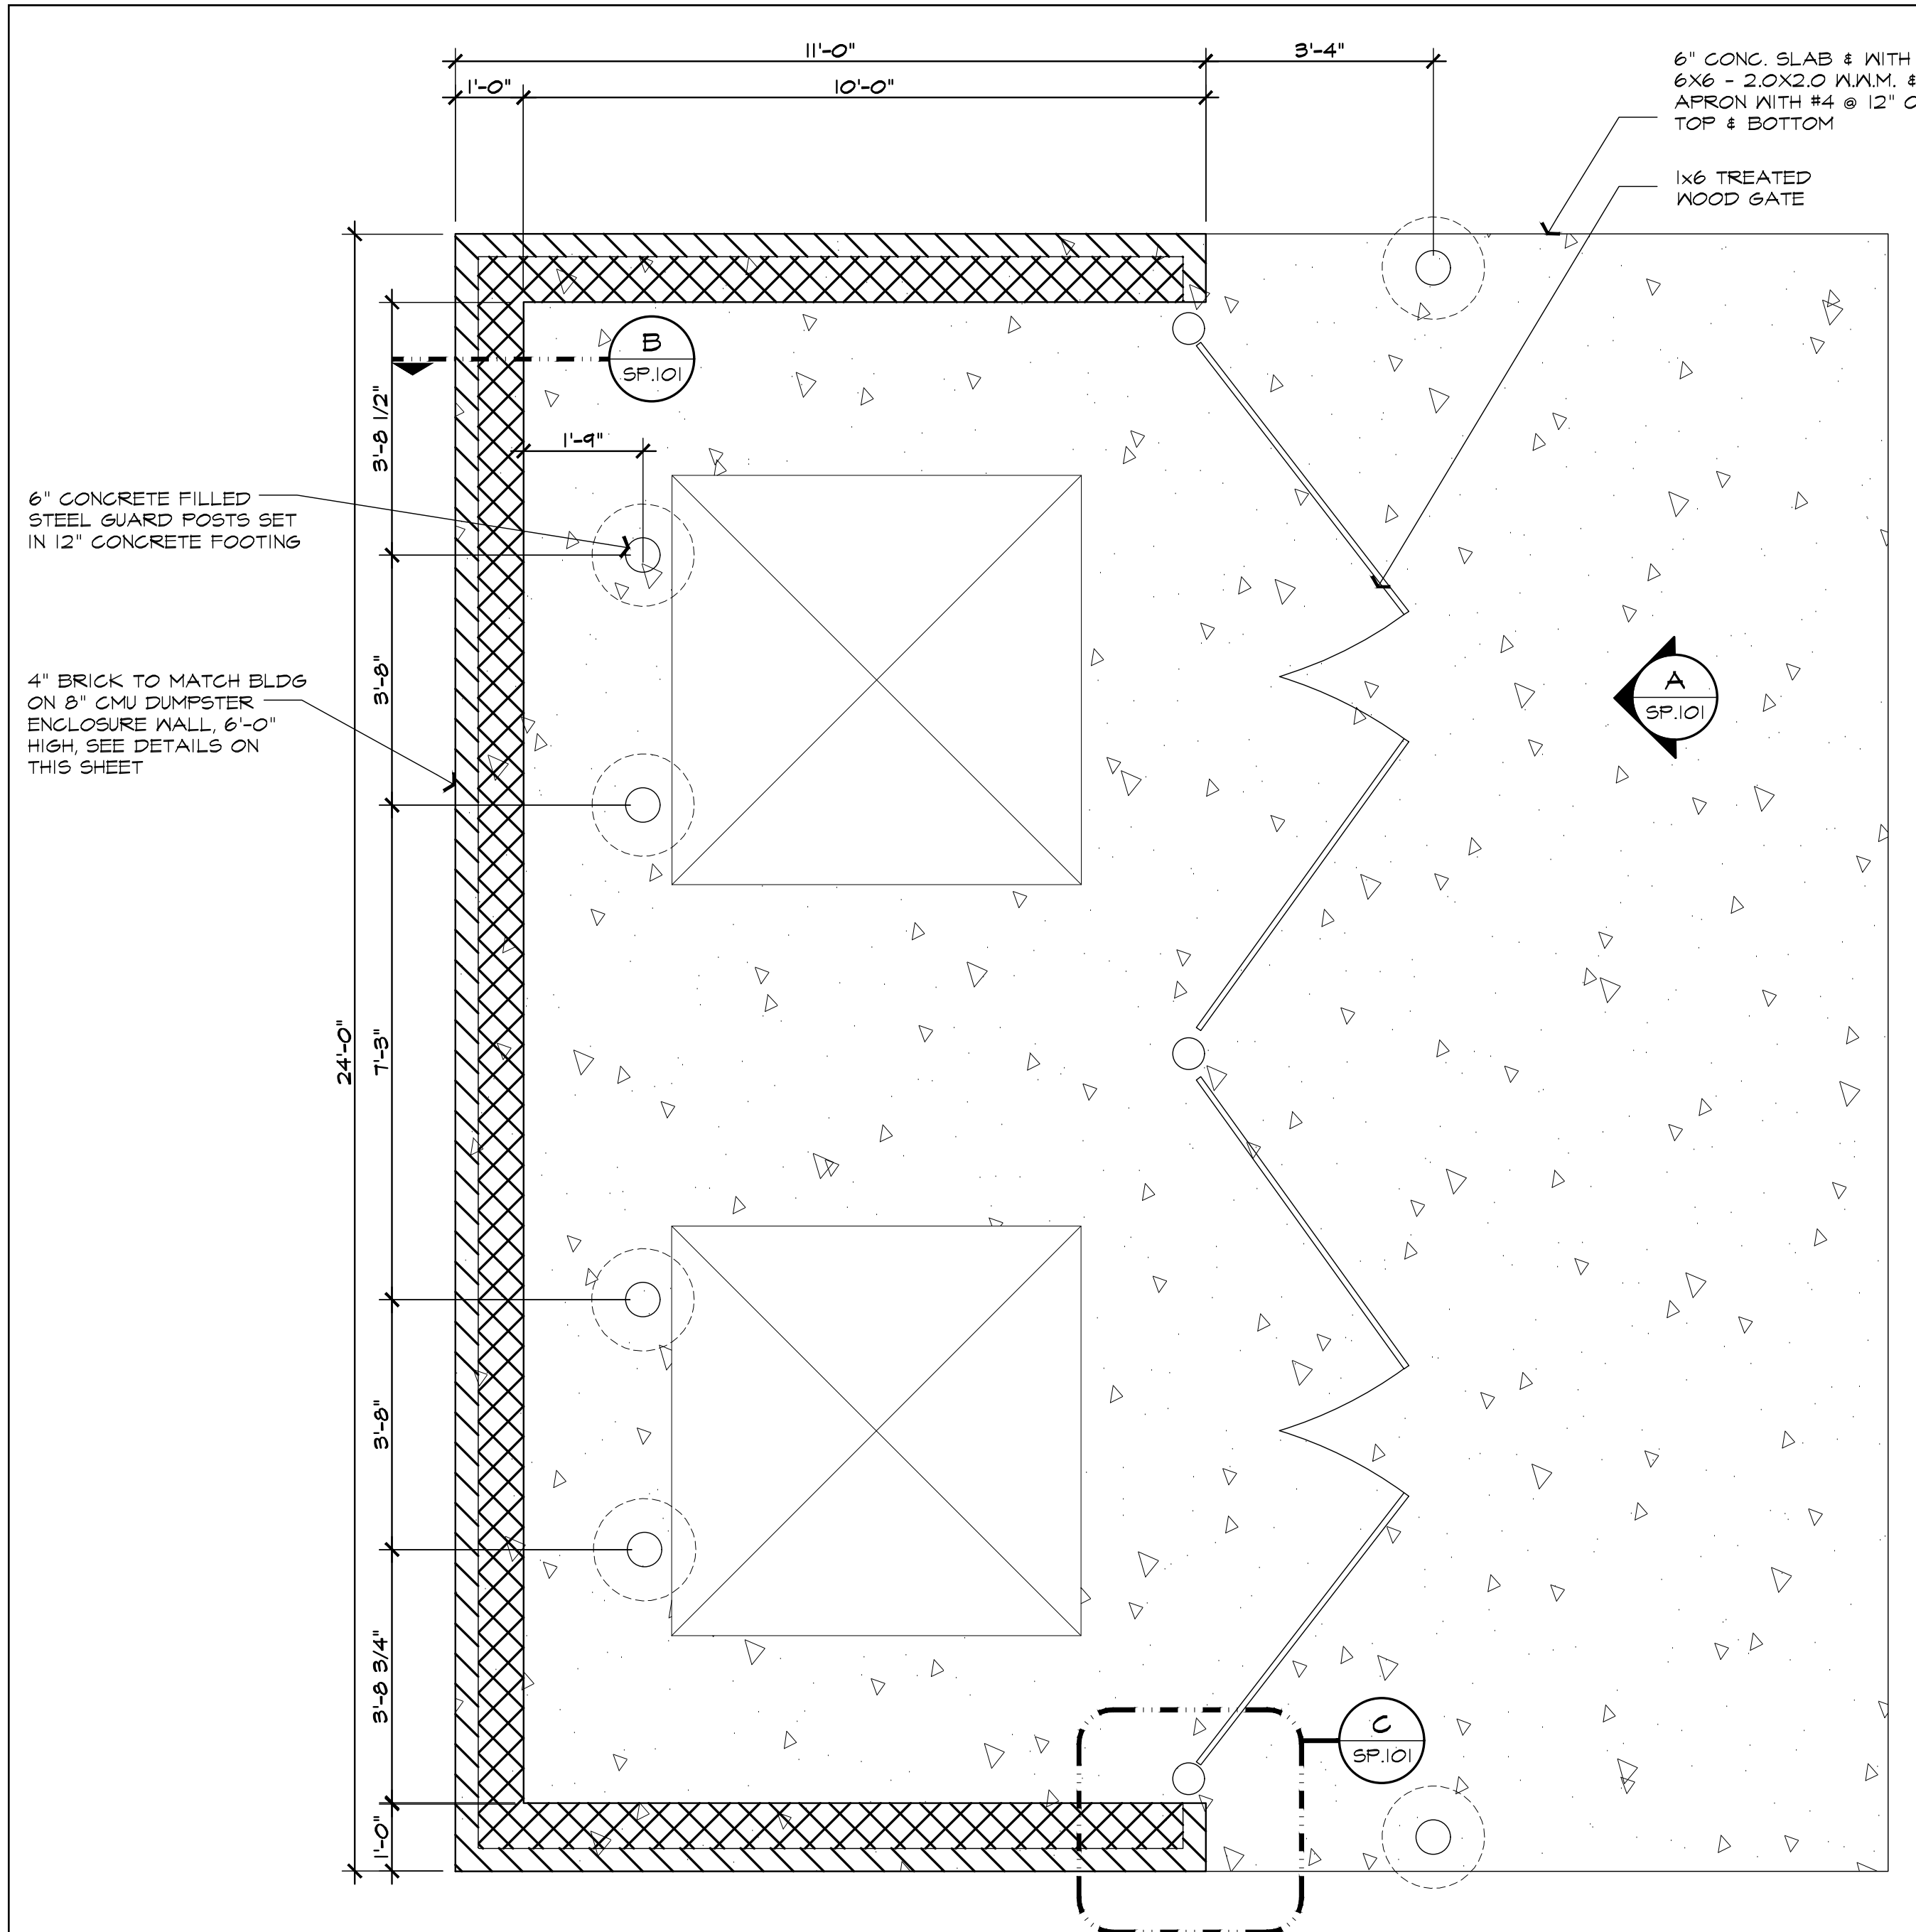 11'-0"
3'-4"
1'-0"
10'-0"
6" CONC. SLAB & WITH
6X6 - 2.0X2.0 W.W.M. &
APRON WITH #4 @ 12" O
TOP & BOTTOM
1x6 TREATED
WOOD GATE
B
SP.101
3'-8 1/2"
1'-9"
6" CONCRETE FILLED
STEEL GUARD POSTS SET
IN 12" CONCRETE FOOTING
3'-8"
4" BRICK TO MATCH BLDG
ON 8" CMU DUMPSTER
ENCLOSURE WALL, 6'-0"
HIGH, SEE DETAILS ON
THIS SHEET
A
SP.101
24'-0"
7'-3"
3'-8"
3'-8 3/4"
C
SP.101
1'-0"